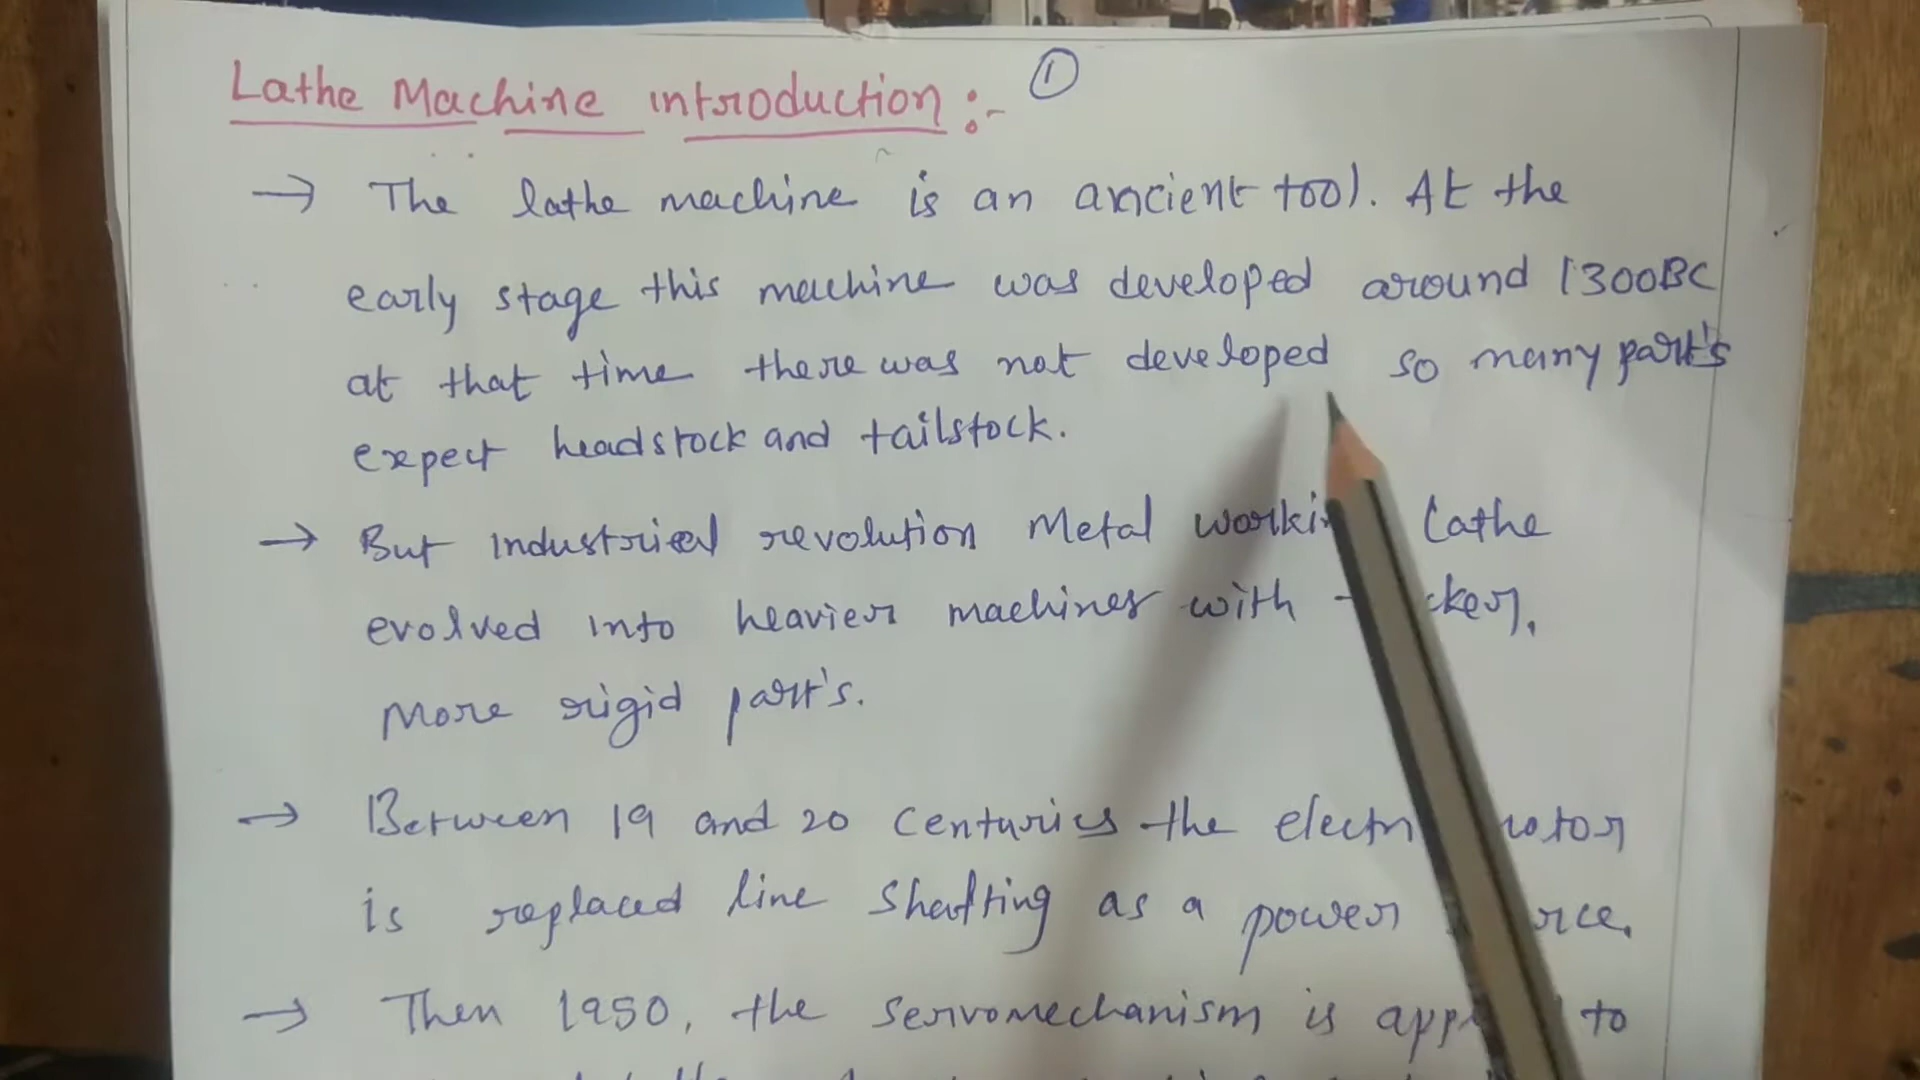 Lathe Machine introduction :- ①
→ The lathe machine is an ancient tool. At the
early stage this machine was developed around 1300BC
at that time there was not developed so many part's
expect headstock and tailstock.
→ But industrial revolution Metal Lathe
evolved into heavier machines with
More rigid part's.
→ Between 19 and 20 Centuries the
is replaced line shafting as a power
→ Then 1950, the servomechanism is to